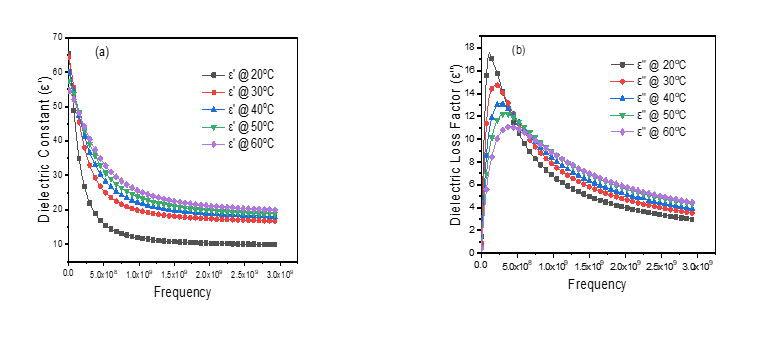 (a)
70
60
50
40
30
20
10
Dielectric Constant (ε')
ε' @ 20ºC
ε' @ 30ºC
ε' @ 40ºC
ε' @ 50ºC
ε' @ 60ºC
0.0 5.0x10⁸ 1.0x10⁹ 1.5x10⁹ 2.0x10⁹ 2.5x10⁹ 3.0x10⁹
Frequency
(b)
18
16
14
12
10
8
6
4
2
0
Dielectric Loss Factor (ε'')
ε'' @ 20ºC
ε'' @ 30ºC
ε'' @ 40ºC
ε'' @ 50ºC
ε'' @ 60ºC
0.0 5.0x10⁸ 1.0x10⁹ 1.5x10⁹ 2.0x10⁹ 2.5x10⁹ 3.0x10⁹
Frequency